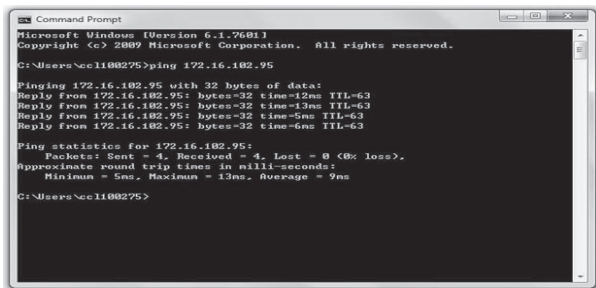 Command Prompt
Microsoft Windows [Version 6.1.7601]
Copyright (c) 2009 Microsoft Corporation.  All rights reserved.
C:\Users\ccl100275>ping 172.16.102.95
Pinging 172.16.102.95 with 32 bytes of data:
Reply from 172.16.102.95: bytes=32 time=12ms TTL=63
Reply from 172.16.102.95: bytes=32 time=13ms TTL=63
Reply from 172.16.102.95: bytes=32 time=5ms TTL=63
Reply from 172.16.102.95: bytes=32 time=6ms TTL=63
Ping statistics for 172.16.102.95:
    Packets: Sent = 4, Received = 4, Lost = 0 (0% loss),
Approximate round trip times in milli-seconds:
    Minimum = 5ms, Maximum = 13ms, Average = 9ms
C:\Users\ccl100275>